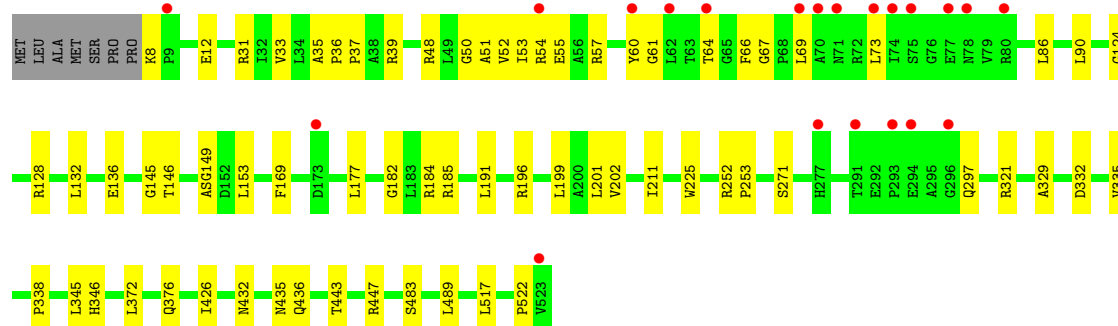 MET LEU ALA MET SER PRO PRO K8 P9 E12 R31 I32 V33 L34 A35 P36 P37 A38 R39 R48 L49 G50 A51 V52 I53 R54 E55 A56 R57 Y60 G61 L62 T63 T64 G65 F66 G67 P68 L69 A70 N71 R72 L73 I74 S75 G76 E77 N78 V79 R80 L86 L90
R128 L132 E136 G145 T146 ASG149 D152 L153 F169 D173 L177 G182 L183 R184 R185 L191 R196 L199 A200 L201 V202 I211 W225 R252 P253 S271 H277 T291 E292 P293 E294 A295 G296 Q297 R321 A329 D332
P338 L345 H346 L372 Q376 I426 N432 N435 Q436 T443 R447 S483 L489 L517 P522 V523